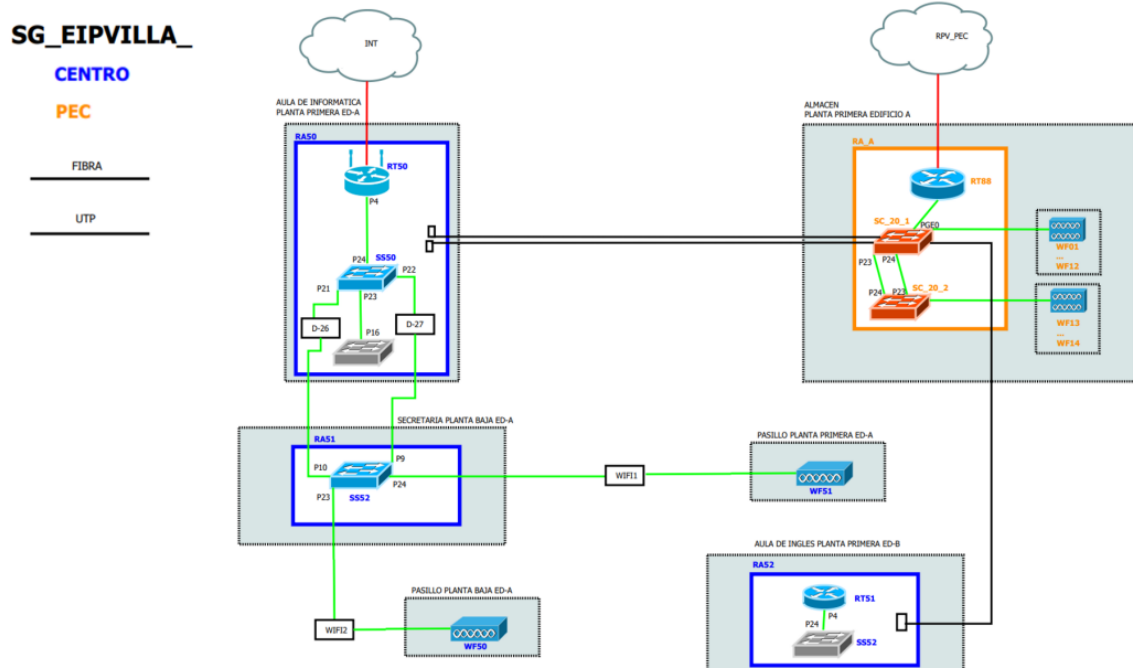 SG_EIPVILLA_
CENTRO
PEC
FIBRA
UTP
INT
RPV_PEC
AULA DE INFORMATICA
PLANTA PRIMERA ED-A
RA50
RT50
P4
P24
SS50
P22
P21
P23
D-26
D-27
P16
ALMACEN
PLANTA PRIMERA EDIFICIO A
RA_A
RT88
SC_20_1
PGE0
P23
P24
P24
P23
SC_20_2
WF01
...
WF12
WF13
...
WF14
SECRETARIA PLANTA BAJA ED-A
RA51
P10
P9
P24
P23
SS52
WIFI1
PASILLO PLANTA PRIMERA ED-A
WF51
PASILLO PLANTA BAJA ED-A
WIFI2
WF50
AULA DE INGLES PLANTA PRIMERA ED-B
RA52
RT51
P4
P24
SS52